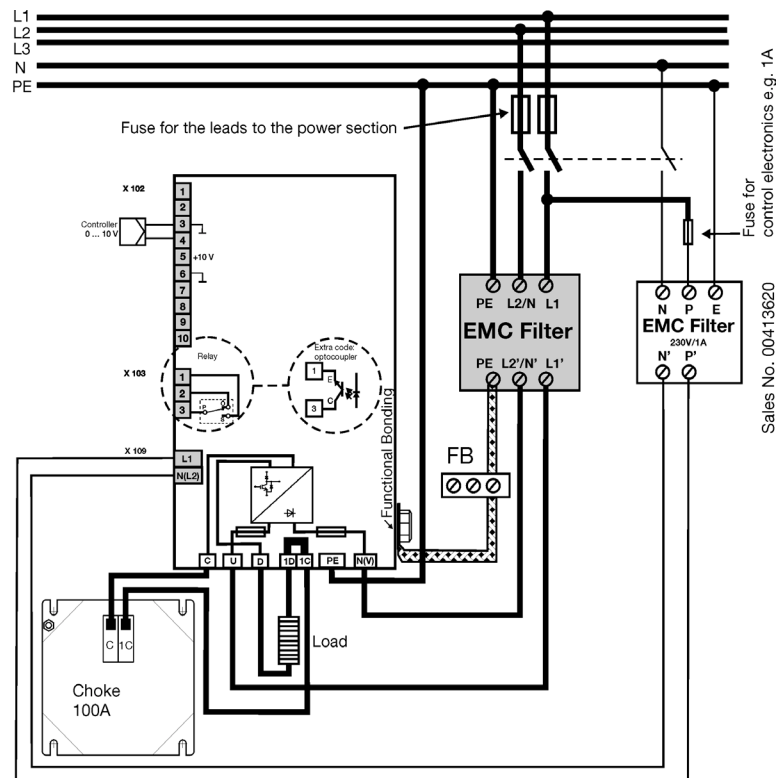 L1
L2
L3
N
PE
Fuse for the leads to the power section
Fuse for
control electronics e.g. 1A
Sales No. 00413620
X 102
1
2
3
4
5
6
7
8
9
10
+10 V
Controller
0 ... 10 V
Relay
Extra code:
optocoupler
X 103
1
2
3
P
Ö
S
1
E
C
3
X 109
L1
N(L2)
Functional Bonding
PE L2/N L1
EMC Filter
PE L2'/N' L1'
N P E
EMC Filter
230V/1A
N' P'
FB
C
U
D
1D
1C
PE
N(V)
Load
C
1C
Choke
100A